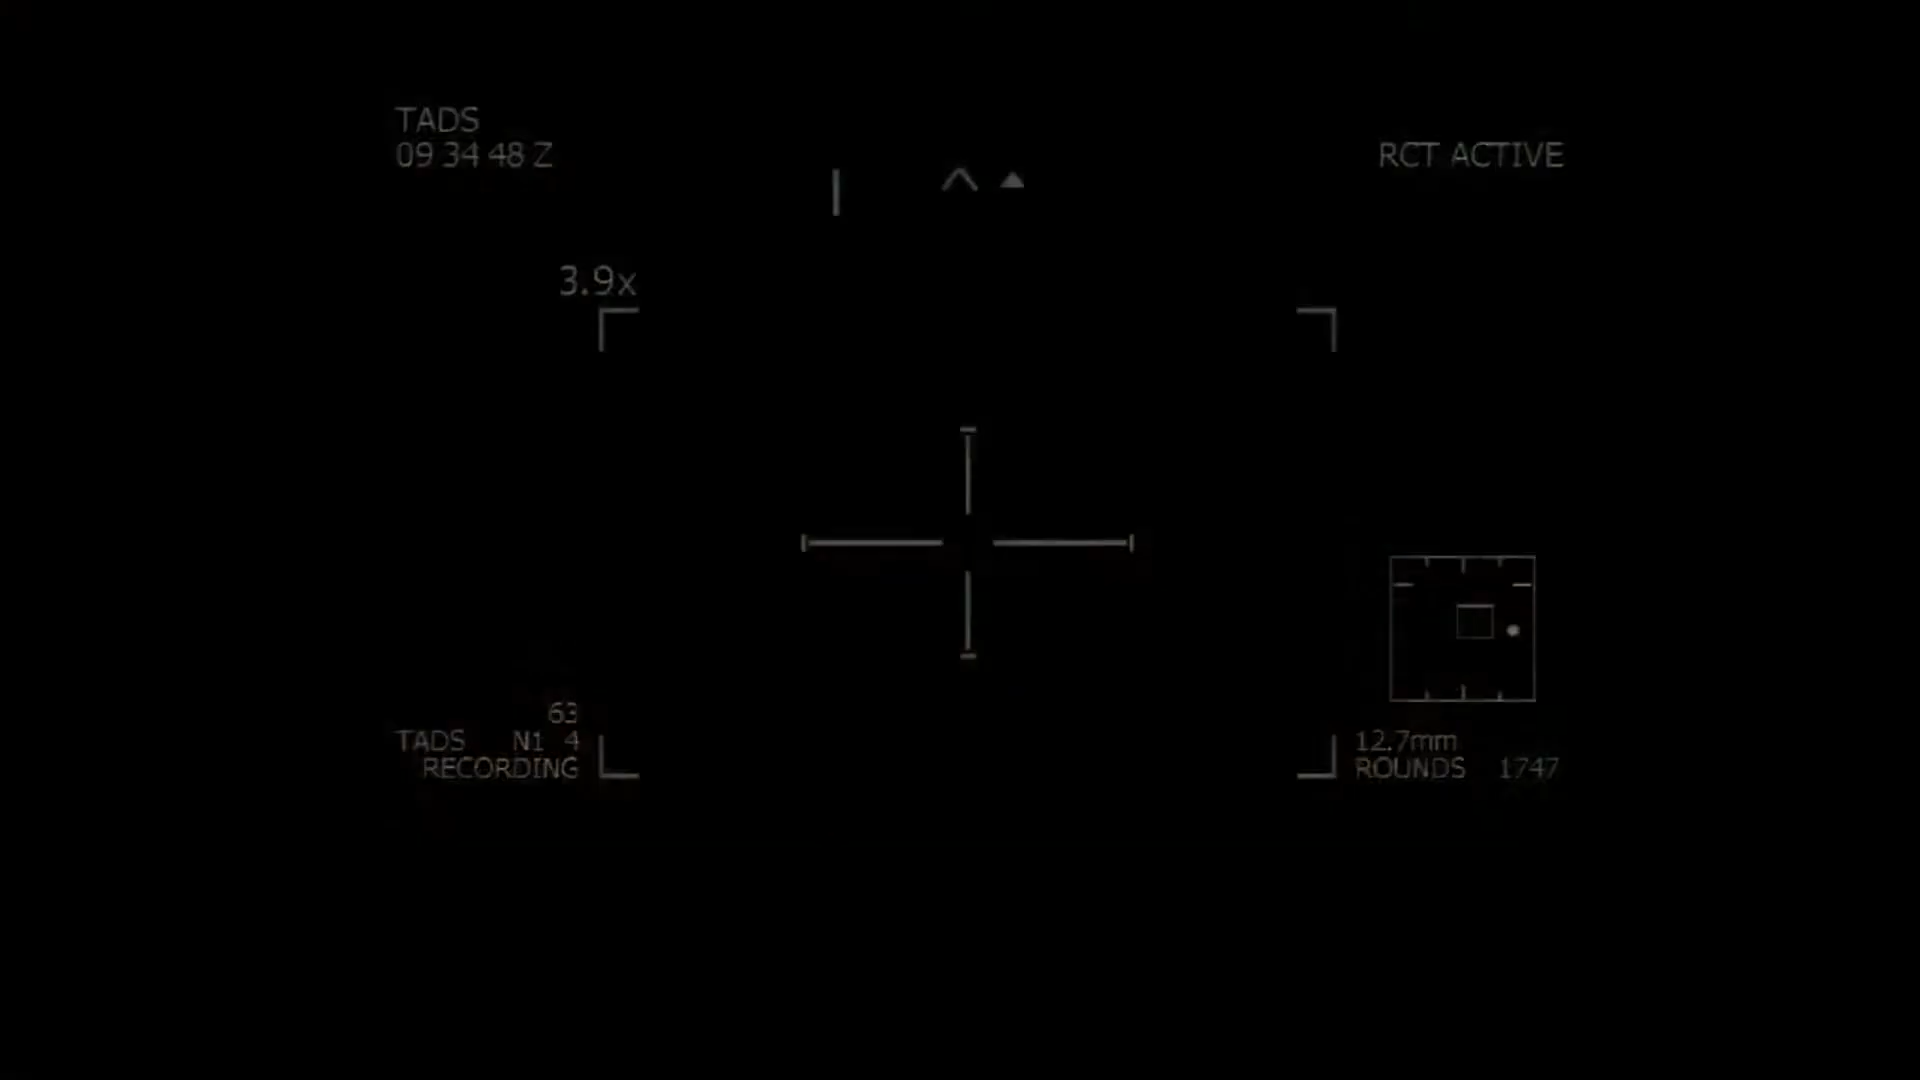 TADS
09 34 48 Z
RCT ACTIVE
3.9x
63
TADS N1 4
RECORDING
12.7mm
ROUNDS 1747